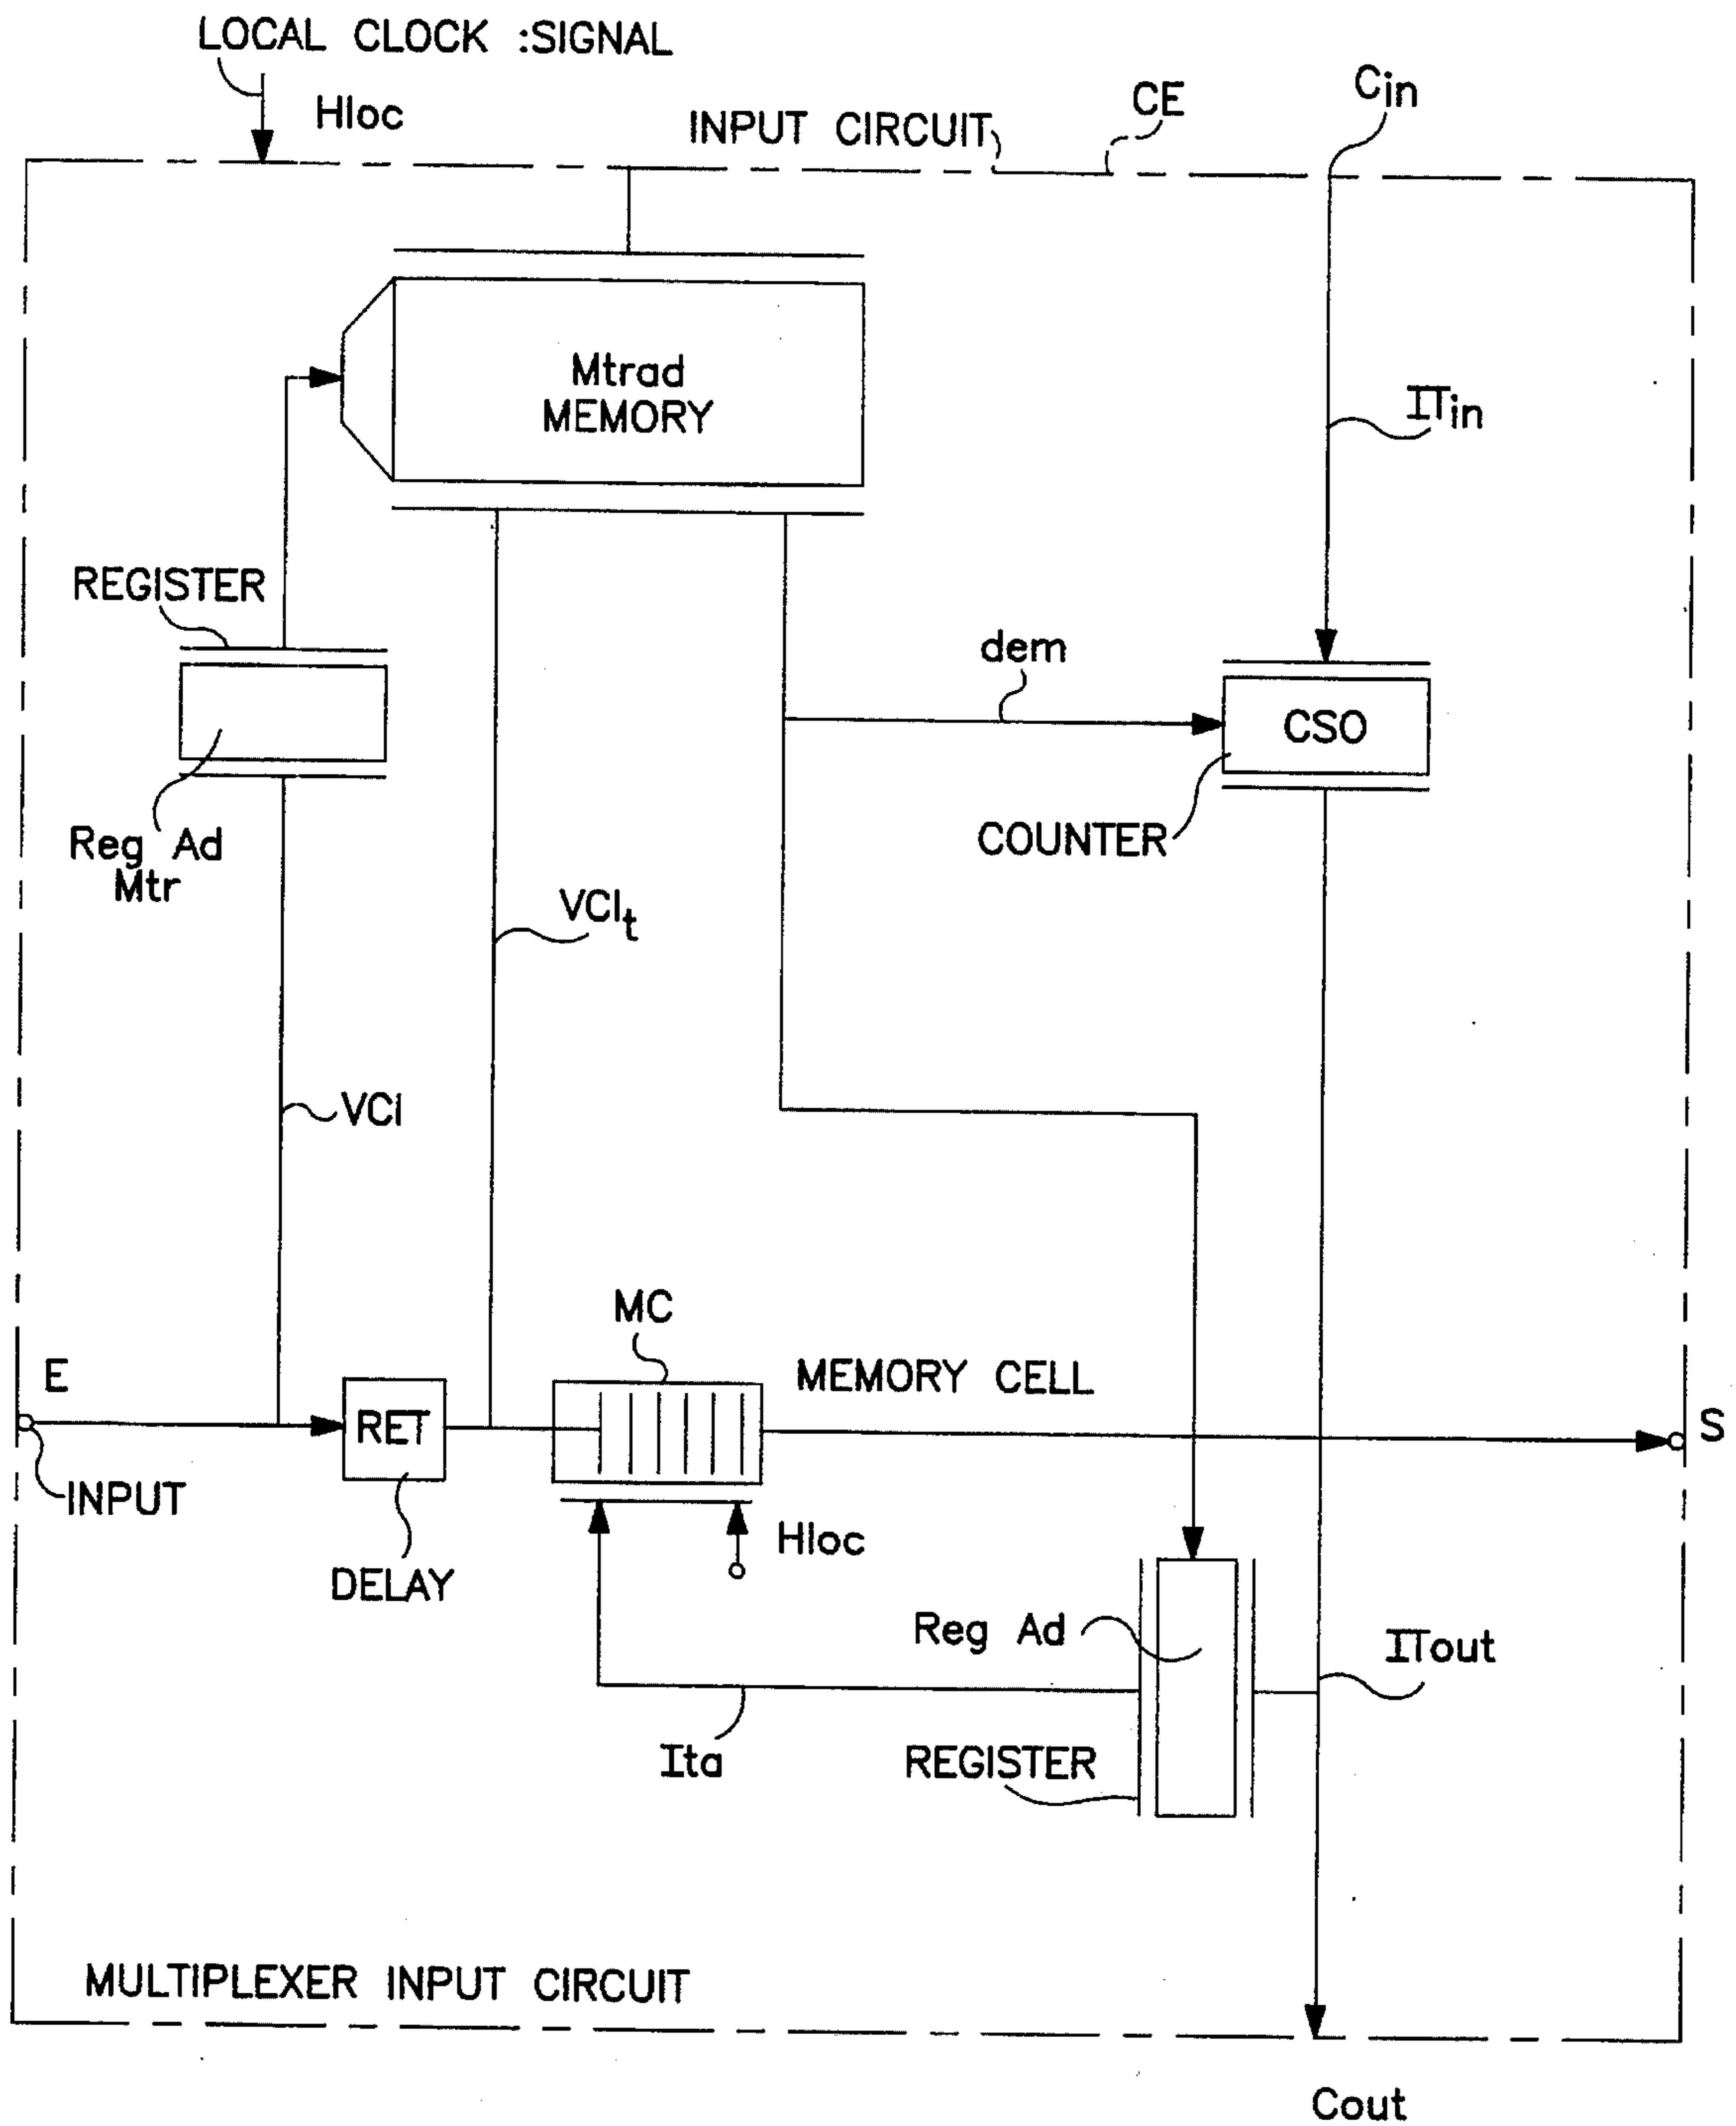 LOCAL CLOCK :SIGNAL
Hloc
INPUT CIRCUIT
CE
Cin
Mtrad
MEMORY
ITin
REGISTER
dem
CSO
COUNTER
Reg Ad
Mtr
VCIt
VCI
MC
MEMORY CELL
E
RET
S
INPUT
Hloc
DELAY
Reg Ad
ITout
Ita
REGISTER
MULTIPLEXER INPUT CIRCUIT
Cout